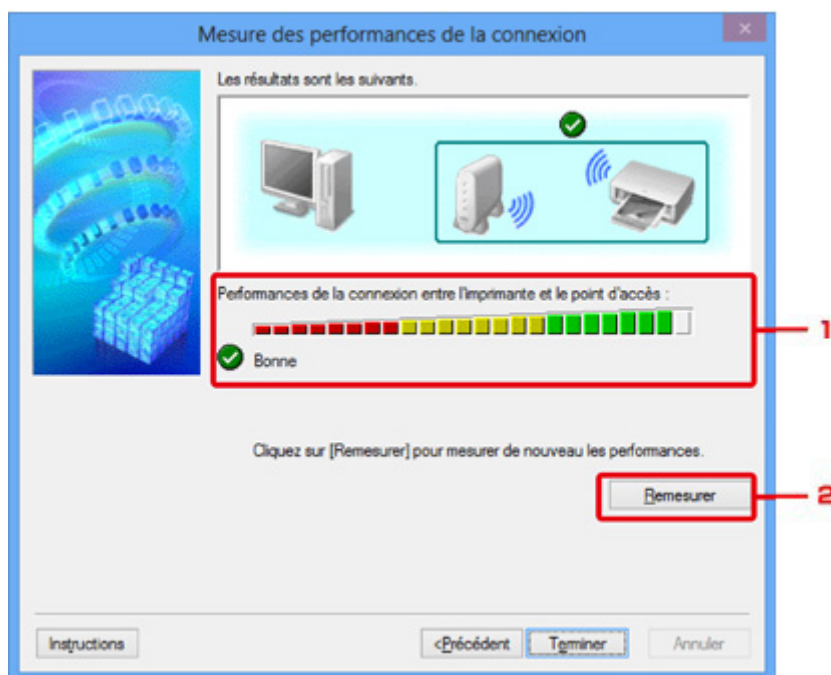 Mesure des performances de la connexion
Les résultats sont les suivants.
Performances de la connexion entre l'imprimante et le point d'accès :
1
Bonne
Cliquez sur [Remesurer] pour mesurer de nouveau les performances.
Remesurer
2
Instructions
<Précédent
Terminer
Annuler